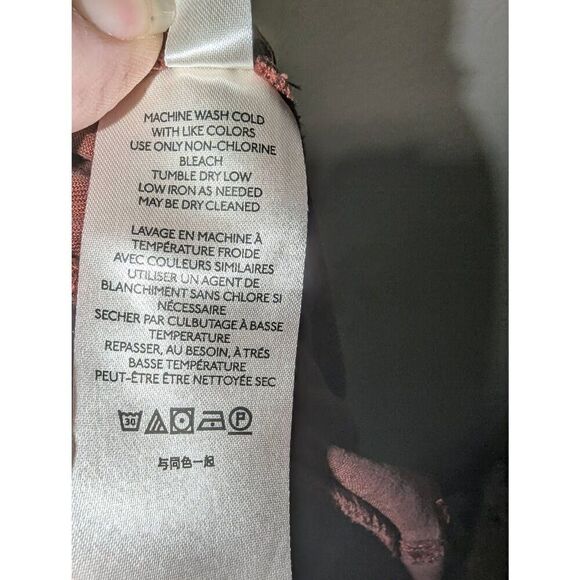 MACHINE WASH COLD
WITH LIKE COLORS
USE ONLY NON-CHLORINE
BLEACH
TUMBLE DRY LOW
LOW IRON AS NEEDED
MAY BE DRY CLEANED
LAVAGE EN MACHINE À
TEMPÉRATURE FROIDE
AVEC COULEURS SIMILAIRES
UTILISER UN AGENT DE
BLANCHIMENT SANS CHLORE SI
NÉCESSAIRE
SECHER PAR CULBUTAGE À BASSE
TEMPERATURE
REPASSER, AU BESOIN, À TRÉS
BASSE TEMPÉRATURE
PEUT-ÊTRE ÊTRE NETTOYÉE SEC
30 P
与同色一起